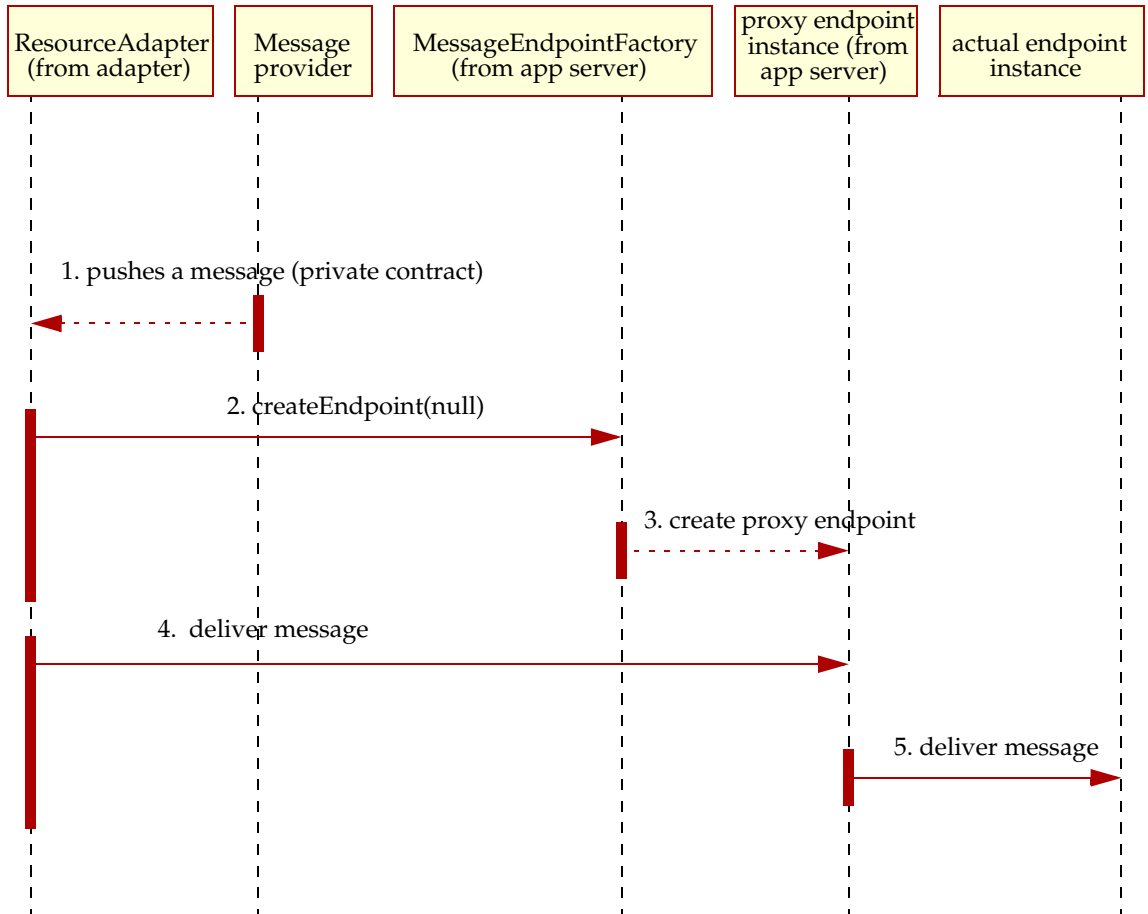 ResourceAdapter
(from adapter)
Message
provider
MessageEndpointFactory
(from app server)
proxy endpoint
instance (from
app server)
actual endpoint
instance
1. pushes a message (private contract)
2. createEndpoint(null)
3. create proxy endpoint
4. deliver message
5. deliver message